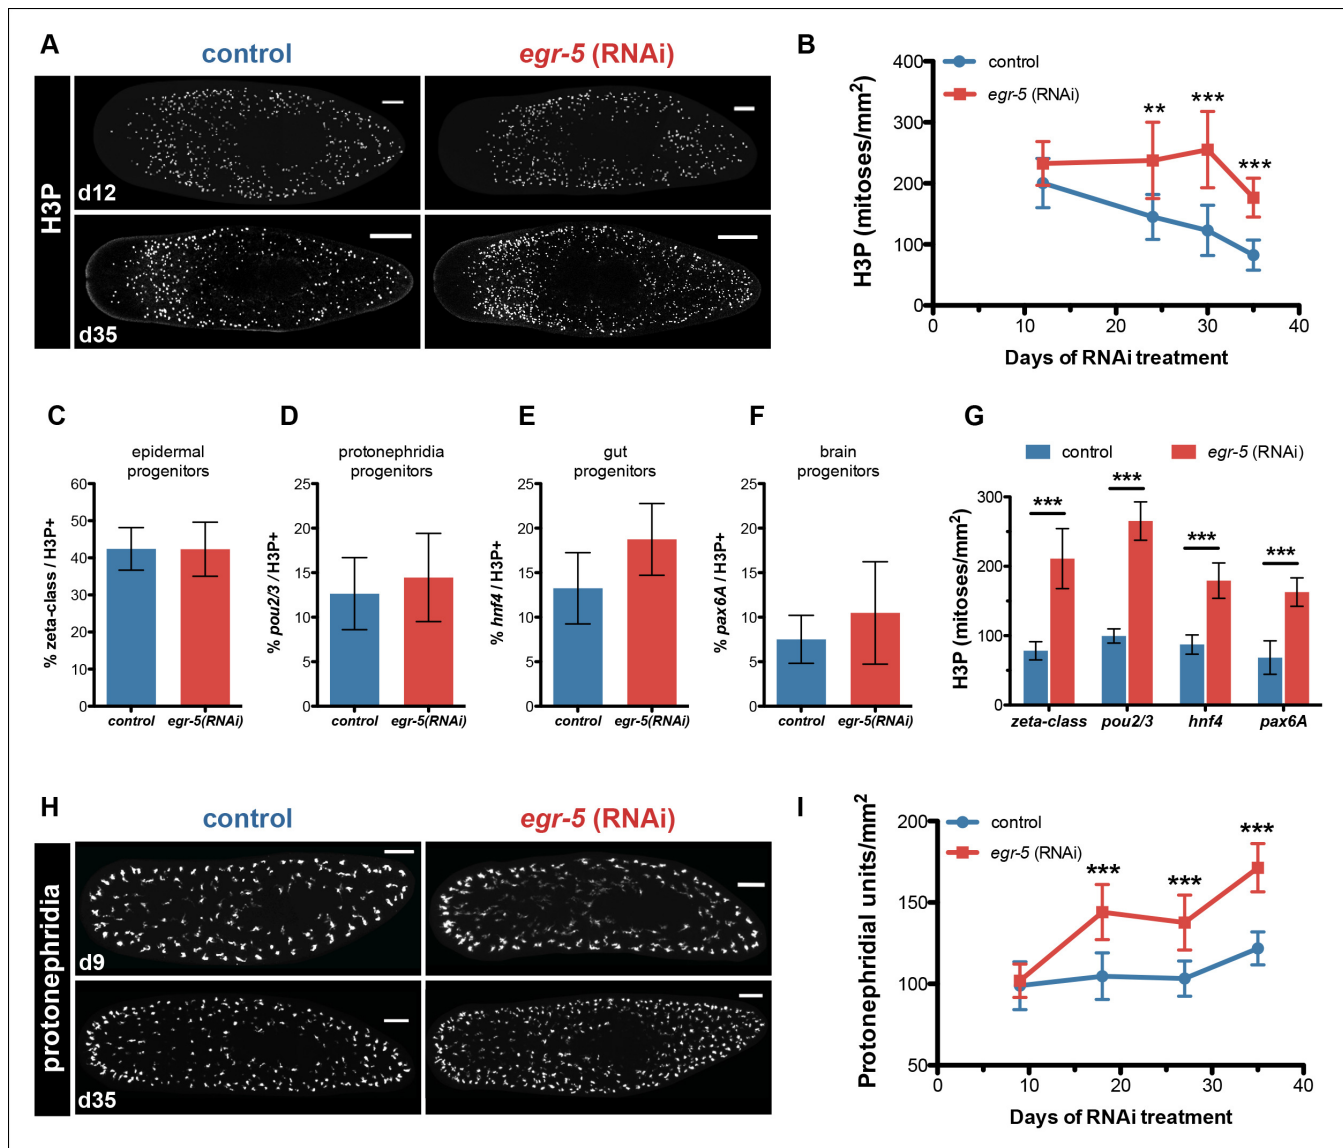 A
control
egr-5 (RNAi)
H3P
d12
d35
B
control
egr-5 (RNAi)
H3P (mitoses/mm²)
400
300
200
100
0
** *** ***
0 10 20 30 40
Days of RNAi treatment
C
epidermal
progenitors
% zeta-class / H3P+
60
50
40
30
20
10
0
control egr-5(RNAi)
D
protonephridia
progenitors
% pou2/3 / H3P+
25
20
15
10
5
0
control egr-5(RNAi)
E
gut
progenitors
% hnf4 / H3P+
25
20
15
10
5
0
control egr-5(RNAi)
F
brain
progenitors
% pax6A / H3P+
25
20
15
10
5
0
control egr-5(RNAi)
G
control egr-5 (RNAi)
H3P (mitoses/mm²)
300
200
100
0
*** *** *** ***
zeta-class pou2/3 hnf4 pax6A
H
control
egr-5 (RNAi)
protonephridia
d9
d35
I
control
egr-5 (RNAi)
Protonephridial units/mm²
200
150
100
50
*** *** ***
0 10 20 30 40
Days of RNAi treatment